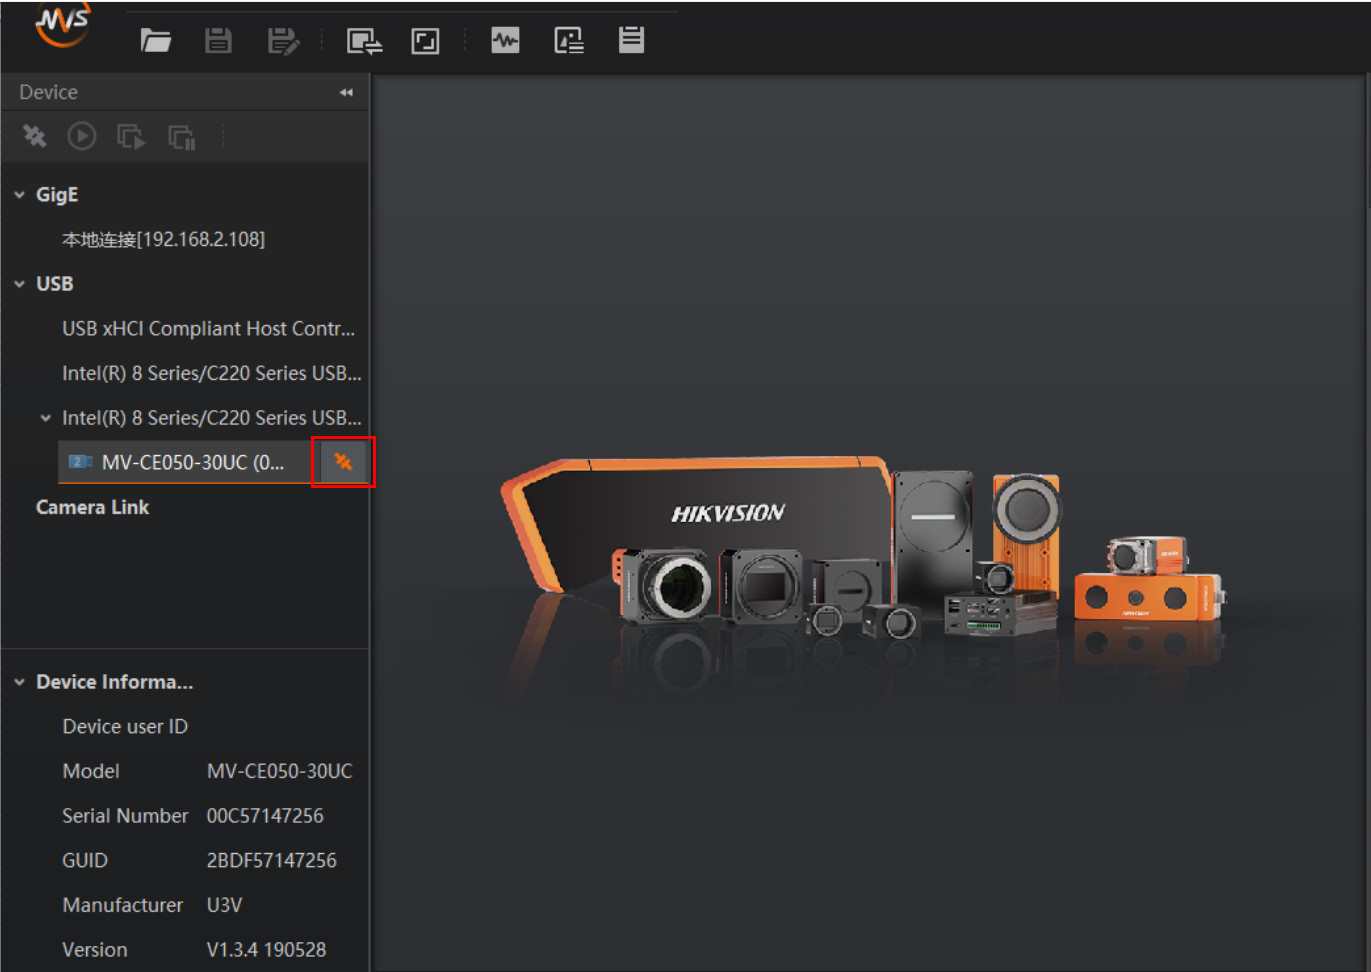 MVS
Device
GigE
本地连接[192.168.2.108]
USB
USB xHCI Compliant Host Contr...
Intel(R) 8 Series/C220 Series USB...
Intel(R) 8 Series/C220 Series USB...
2 MV-CE050-30UC (0...
Camera Link
Device Informa...
Device user ID
Model MV-CE050-30UC
Serial Number 00C57147256
GUID 2BDF57147256
Manufacturer U3V
Version V1.3.4 190528
HIKVISION
HIKVISION